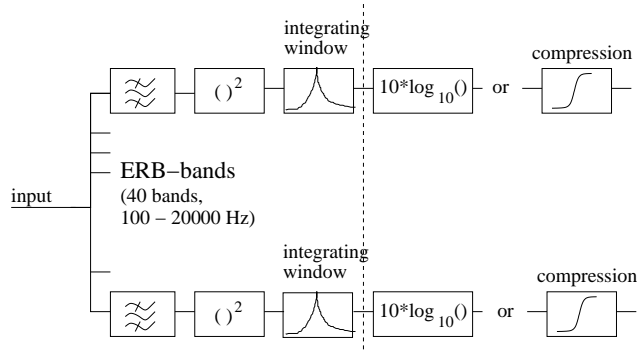 integrating
window
compression
( )²
10*log₁₀()
or
ERB−bands
(40 bands,
100 − 20000 Hz)
input
integrating
window
compression
( )²
10*log₁₀()
or